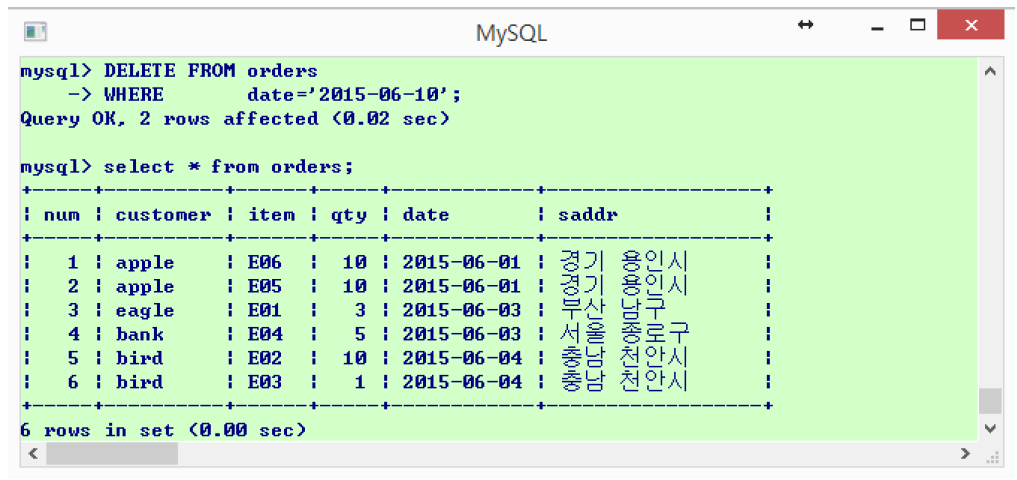 MySQL
mysql> DELETE FROM orders
    -> WHERE       date='2015-06-10';
Query OK, 2 rows affected (0.02 sec)
mysql> select * from orders;
+-----+----------+------+-----+------------+------------------+
| num | customer | item | qty | date       | saddr            |
+-----+----------+------+-----+------------+------------------+
|   1 | apple    | E06  |  10 | 2015-06-01 | 경기 용인시      |
|   2 | apple    | E05  |  10 | 2015-06-01 | 경기 용인시      |
|   3 | eagle    | E01  |   3 | 2015-06-03 | 부산 남구        |
|   4 | bank     | E04  |   5 | 2015-06-03 | 서울 종로구      |
|   5 | bird     | E02  |  10 | 2015-06-04 | 충남 천안시      |
|   6 | bird     | E03  |   1 | 2015-06-04 | 충남 천안시      |
+-----+----------+------+-----+------------+------------------+
6 rows in set (0.00 sec)